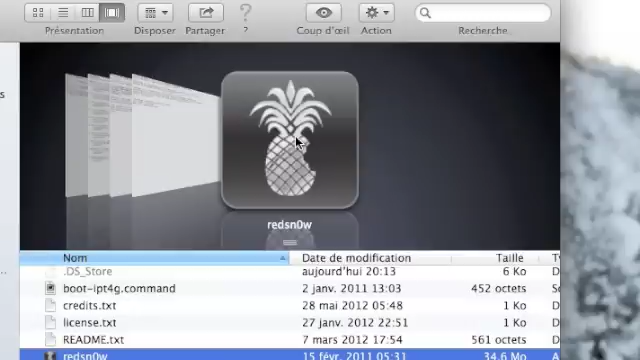 Présentation Disposer Partager ? Coup d'œil Action Recherche
redsn0w
Nom Date de modification Taille
.DS_Store aujourd'hui 20:13 6 Ko
boot-ipt4g.command 2 janv. 2011 13:03 452 octets
credits.txt 28 mai 2012 05:48 1 Ko
license.txt 27 janv. 2012 22:51 1 Ko
README.txt 7 mars 2012 17:54 561 octets
redsn0w 15 févr. 2011 05:31 34,6 Mo